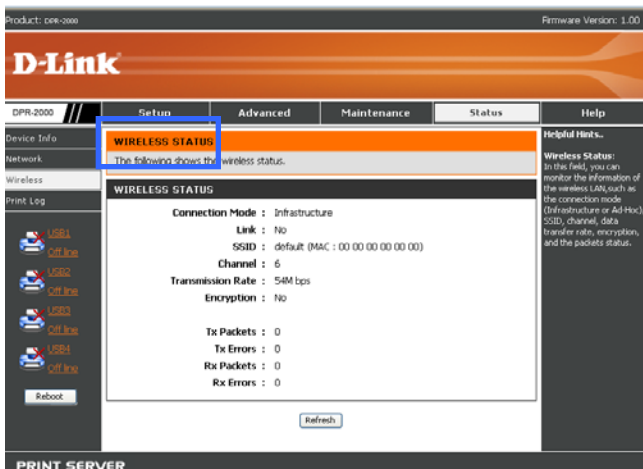 Product: DPR-2000
Firmware Version: 1.00
D-Link
DPR-2000
Setup
Advanced
Maintenance
Status
Help
Device Info
Network
Wireless
Print Log
USB1
Off line
USB2
Off line
USB3
Off line
USB4
Off line
Reboot
WIRELESS STATUS
The following shows the wireless status.
WIRELESS STATUS
Connection Mode : Infrastructure
Link : No
SSID : default (MAC : 00 00 00 00 00 00)
Channel : 6
Transmission Rate : 54M bps
Encryption : No
Tx Packets : 0
Tx Errors : 0
Rx Packets : 0
Rx Errors : 0
Refresh
Helpful Hints..
Wireless Status:
In this field, you can
monitor the information of
the wireless LAN,such as
the connection mode
(Infrastructure or Ad-Hoc)
SSID, channel, data
transfer rate, encryption,
and the packets status.
PRINT SERVER